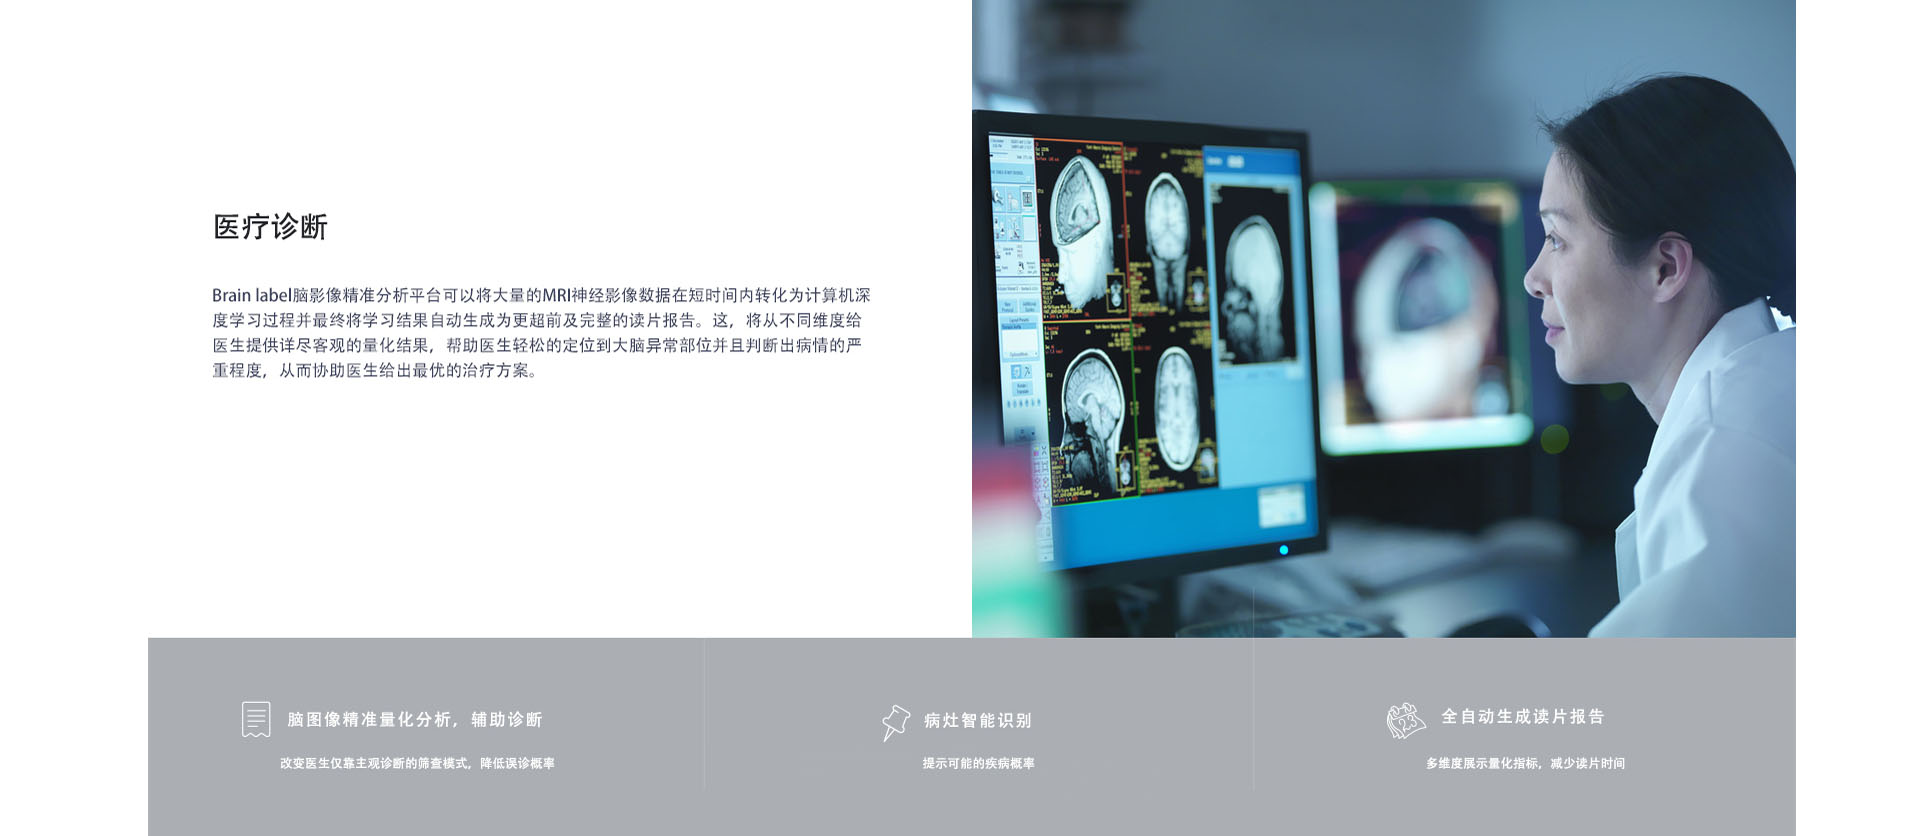 医疗诊断
Brain label脑影像精准分析平台可以将大量的MRI神经影像数据在短时间内转化为计算机深
度学习过程并最终将学习结果自动生成为更超前及完整的读片报告。这，将从不同维度给
医生提供详尽客观的量化结果，帮助医生轻松的定位到大脑异常部位并且判断出病情的严
重程度，从而协助医生给出最优的治疗方案。
脑图像精准量化分析，辅助诊断
改变医生仅靠主观诊断的筛查模式，降低误诊概率
病灶智能识别
提示可能的疾病概率
全自动生成读片报告
多维度展示量化指标，减少读片时间